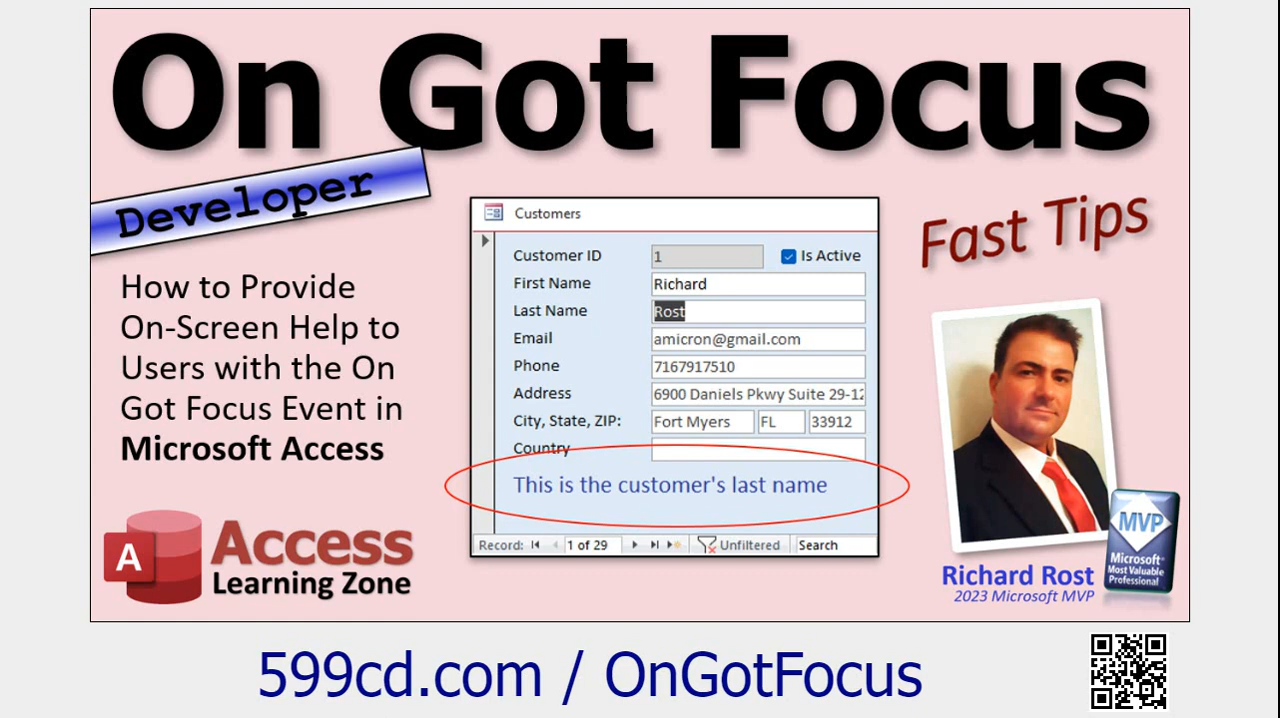 On Got Focus
Developer
Fast Tips
How to Provide
On-Screen Help to
Users with the On
Got Focus Event in
Microsoft Access
Customers
Customer ID 1 Is Active
First Name Richard
Last Name Rost
Email amicron@gmail.com
Phone 7167917510
Address 6900 Daniels Pkwy Suite 29-12
City, State, ZIP: Fort Myers FL 33912
Country
This is the customer's last name
Record: 1 of 29 Unfiltered Search
A Access
Learning Zone
MVP
Microsoft®
Most Valuable
Professional
Richard Rost
2023 Microsoft MVP
599cd.com / OnGotFocus